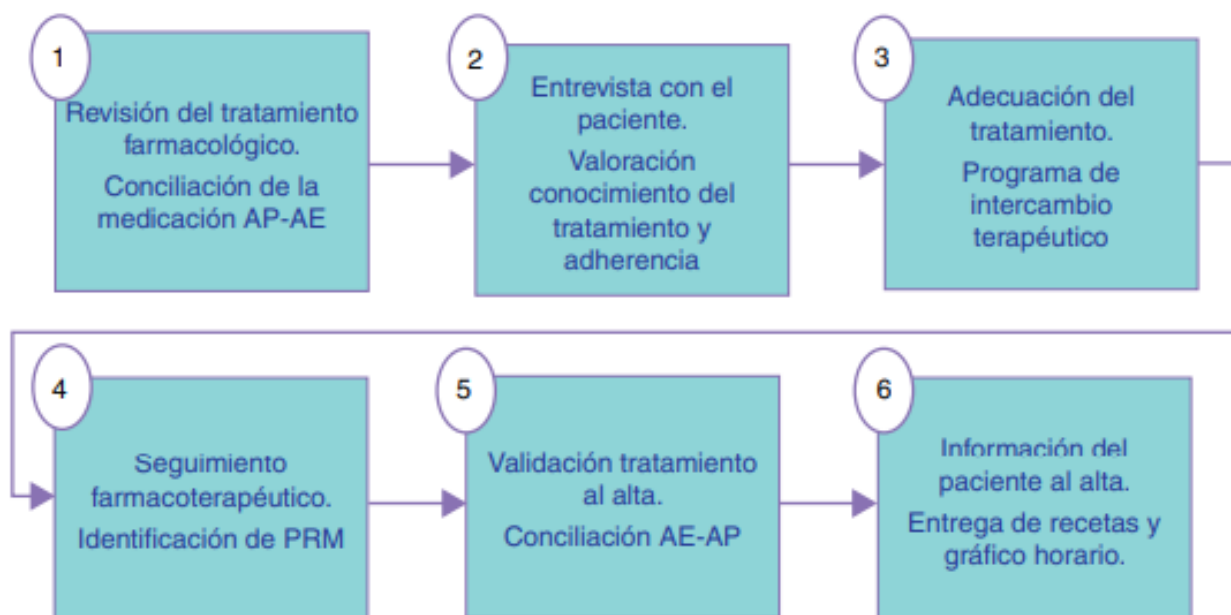 1
Revisión del tratamiento
farmacológico.
Conciliación de la
medicación AP-AE
2
Entrevista con el
paciente.
Valoración
conocimiento del
tratamiento y
adherencia
3
Adecuación del
tratamiento.
Programa de
intercambio
terapéutico
4
Seguimiento
farmacoterapéutico.
Identificación de PRM
5
Validación tratamiento
al alta.
Conciliación AE-AP
6
Información del
paciente al alta.
Entrega de recetas y
gráfico horario.